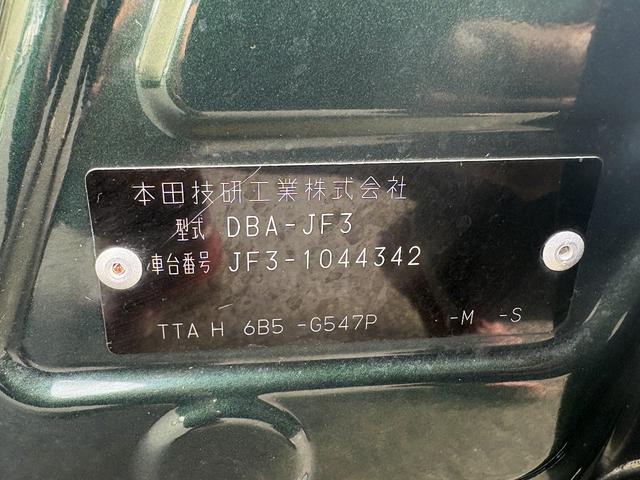 本田技研工業株式会社
型式 DBA-JF3
車台番号 JF3-1044342
TTA H 6B5 -G547P -M -S